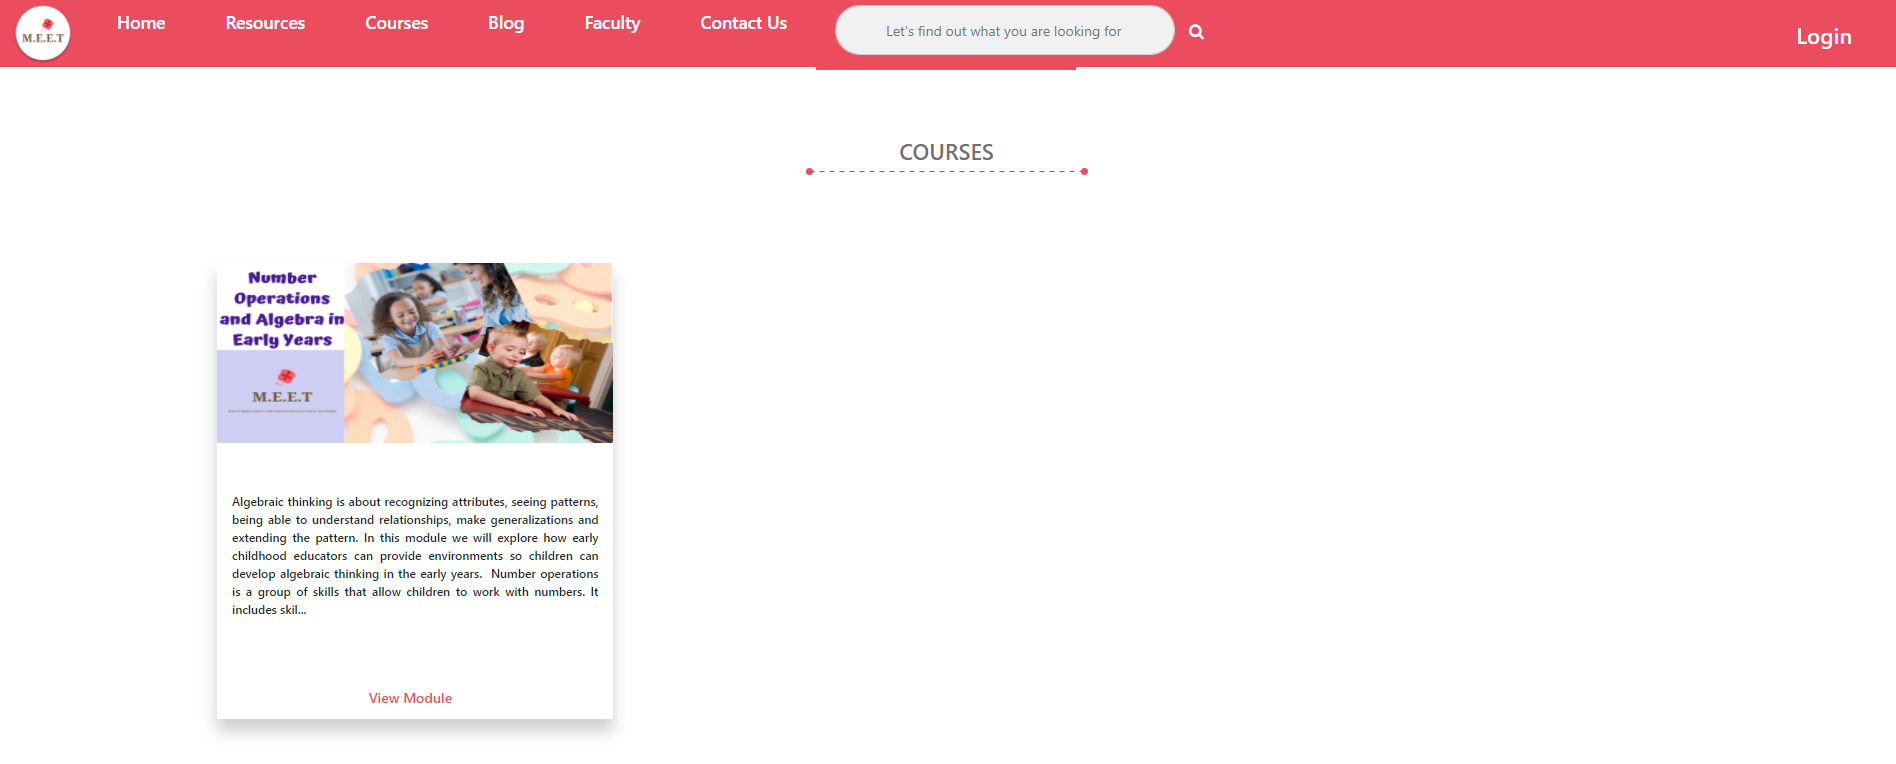 M.E.E.T
Home
Resources
Courses
Blog
Faculty
Contact Us
Let's find out what you are looking for
Login
COURSES
Number
Operations
and Algebra in
Early Years
M.E.E.T
Algebraic thinking is about recognizing attributes, seeing patterns,
being able to understand relationships, make generalizations and
extending the pattern. In this module we will explore how early
childhood educators can provide environments so children can
develop algebraic thinking in the early years. Number operations
is a group of skills that allow children to work with numbers. It
includes skil...
View Module